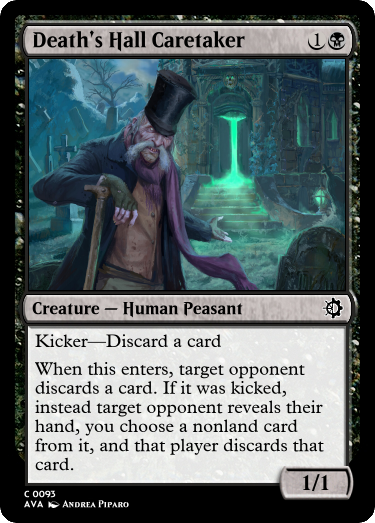 Death's Hall Caretaker 1
Creature — Human Peasant
Kicker—Discard a card
When this enters, target opponent
discards a card. If it was kicked,
instead target opponent reveals their
hand, you choose a nonland card
from it, and that player discards that
card.
1/1
C 0093
AVA Andrea Piparo